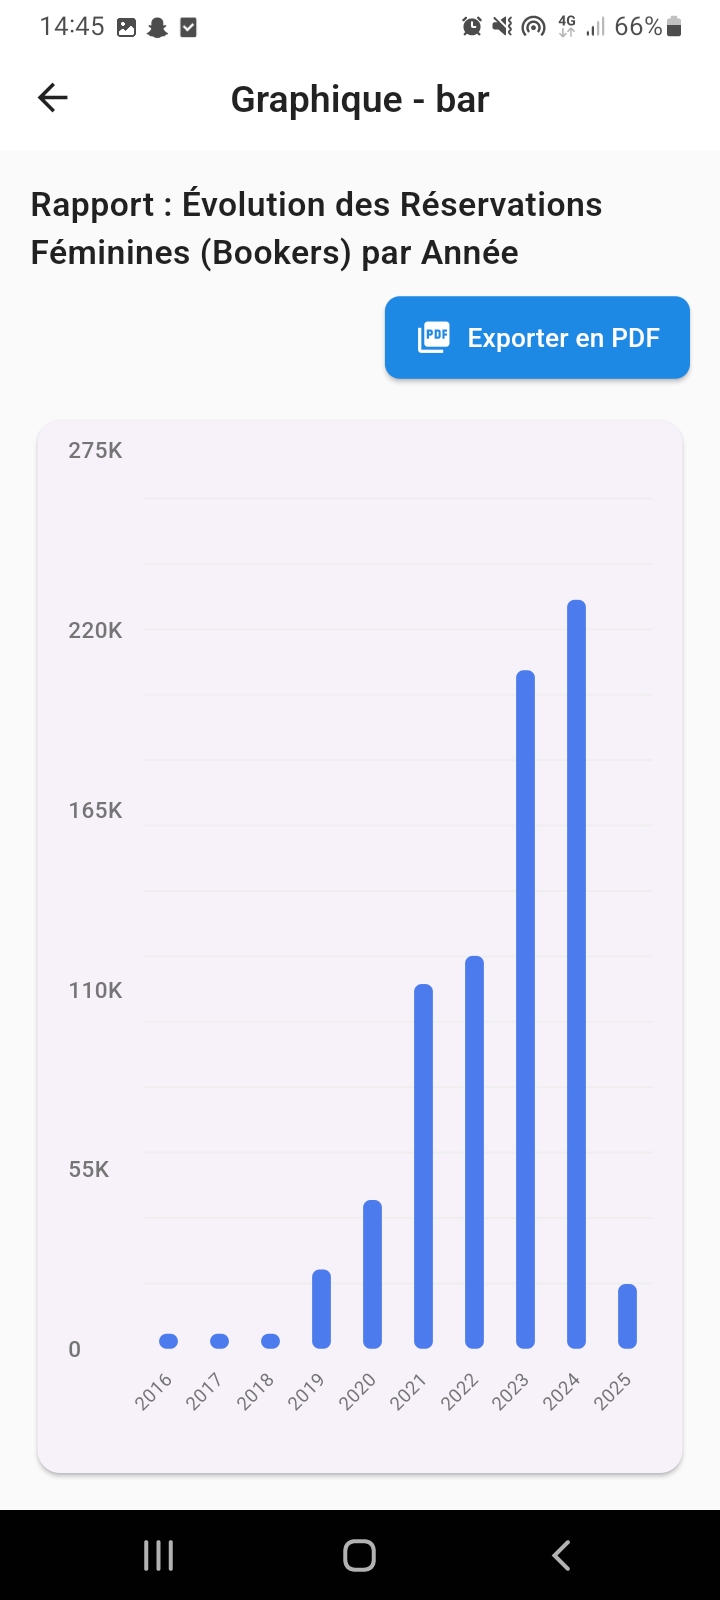 14:45
4G
66%
Graphique - bar
Rapport : Évolution des Réservations
Féminines (Bookers) par Année
PDF
Exporter en PDF
275K
220K
165K
110K
55K
0
2016 2017 2018 2019 2020 2021 2022 2023 2024 2025